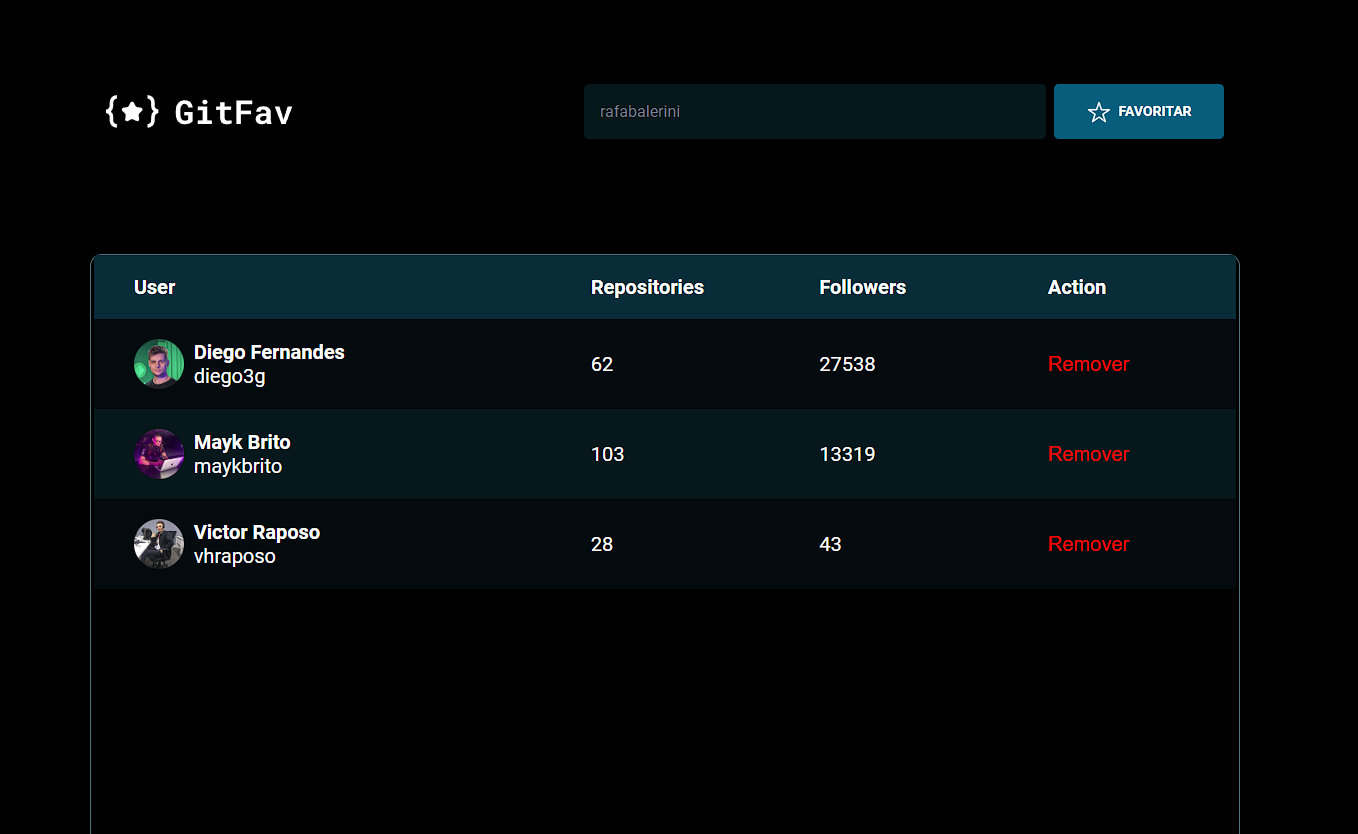 {★} GitFav
rafabalerini
FAVORITAR
User Repositories Followers Action
Diego Fernandes
diego3g
62 27538 Remover
Mayk Brito
maykbrito
103 13319 Remover
Victor Raposo
vhraposo
28 43 Remover